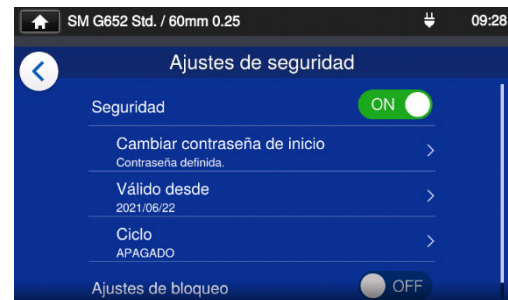 SM G652 Std. / 60mm 0.25
09:28
Ajustes de seguridad
Seguridad
ON
Cambiar contraseña de inicio
Contraseña definida.
Válido desde
2021/06/22
Ciclo
APAGADO
Ajustes de bloqueo
OFF